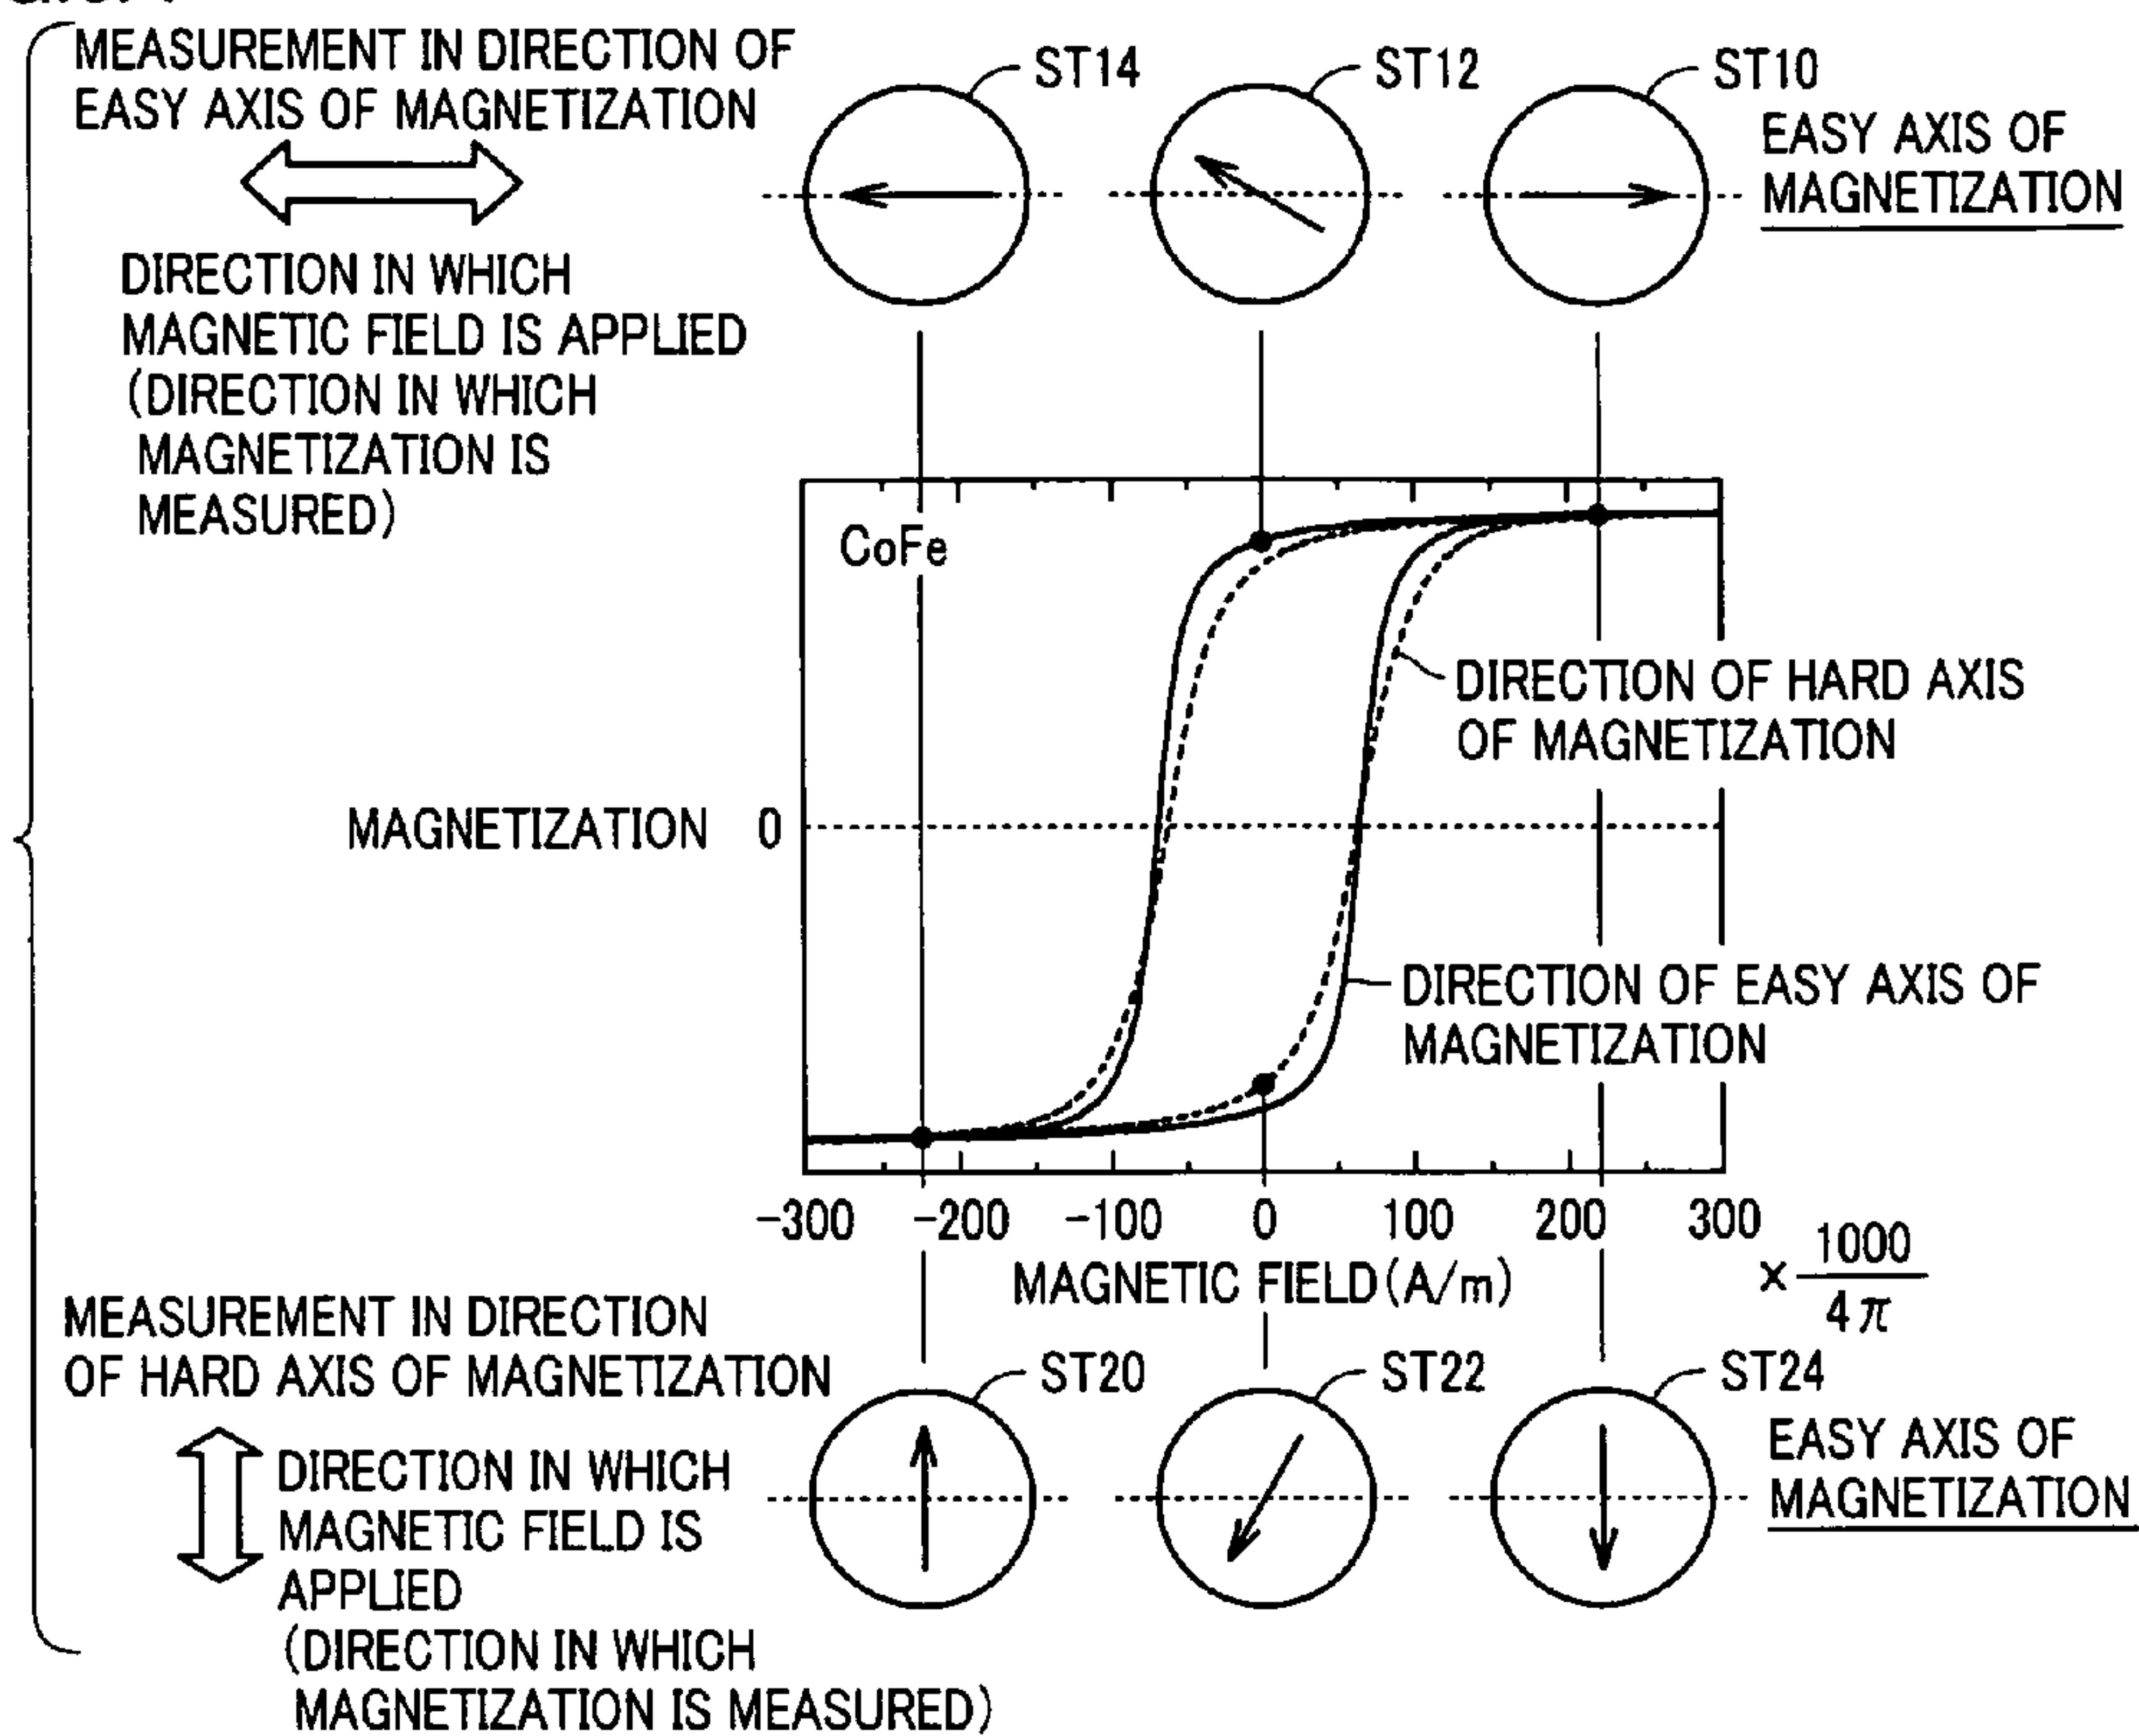 MEASUREMENT IN DIRECTION OF
EASY AXIS OF MAGNETIZATION
DIRECTION IN WHICH
MAGNETIC FIELD IS APPLIED
(DIRECTION IN WHICH
MAGNETIZATION IS
MEASURED)
ST14
ST12
ST10
EASY AXIS OF
MAGNETIZATION
CoFe
DIRECTION OF HARD AXIS
OF MAGNETIZATION
MAGNETIZATION 0
DIRECTION OF EASY AXIS OF
MAGNETIZATION
-300 -200 -100 0 100 200 300
× 1000
4π
MAGNETIC FIELD (A/m)
MEASUREMENT IN DIRECTION
OF HARD AXIS OF MAGNETIZATION
DIRECTION IN WHICH
MAGNETIC FIELD IS
APPLIED
(DIRECTION IN WHICH
MAGNETIZATION IS MEASURED)
ST20
ST22
ST24
EASY AXIS OF
MAGNETIZATION